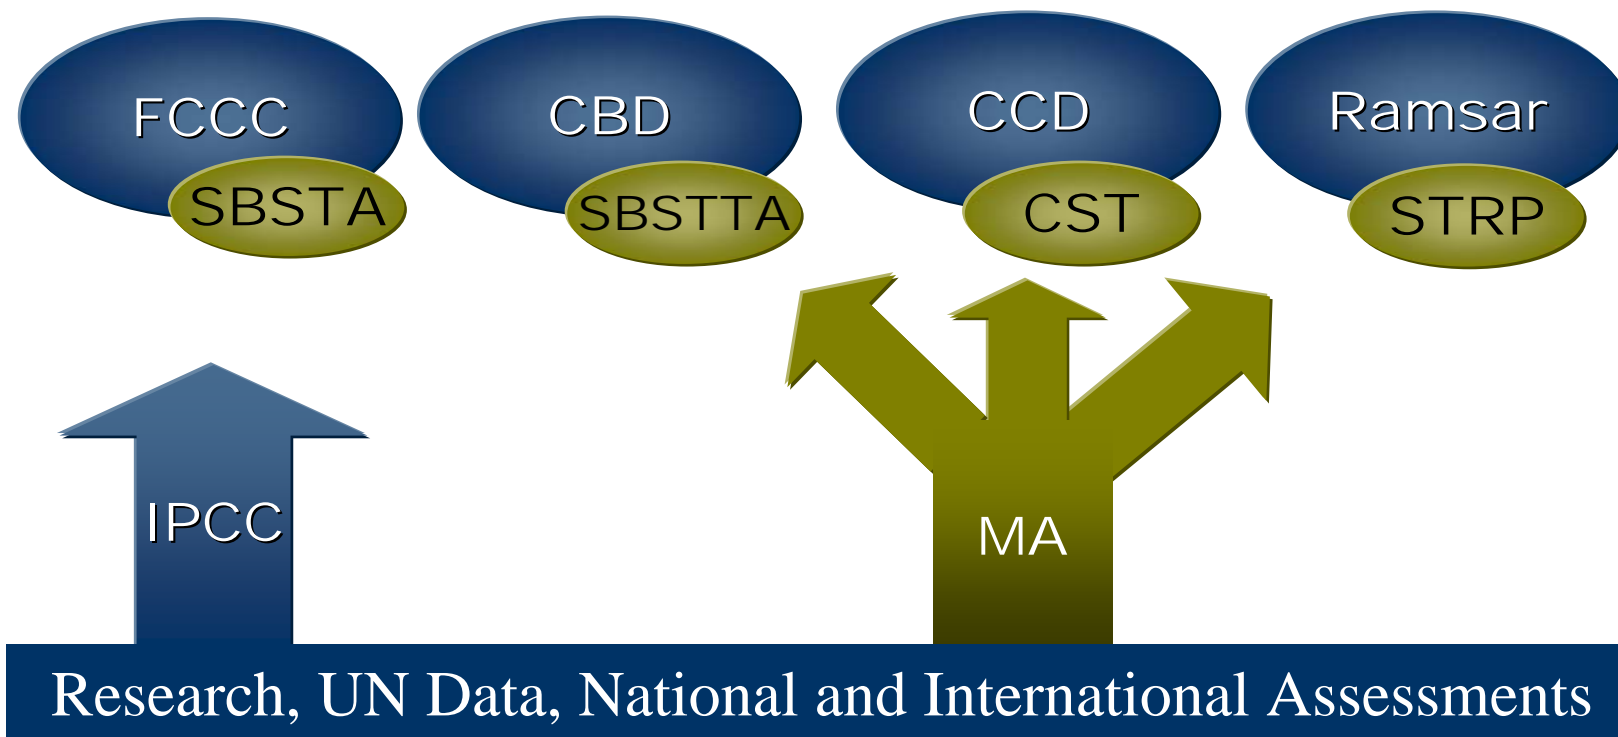 FCCC
SBSTA
CBD
SBSTTA
CCD
CST
Ramsar
STRP
IPCC
MA
Research, UN Data, National and International Assessments